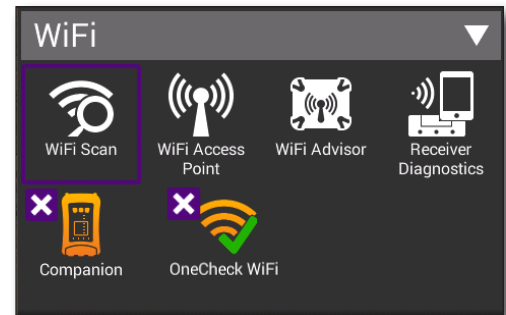 WiFi
WiFi Scan
WiFi Access
Point
WiFi Advisor
Receiver
Diagnostics
Companion
OneCheck WiFi